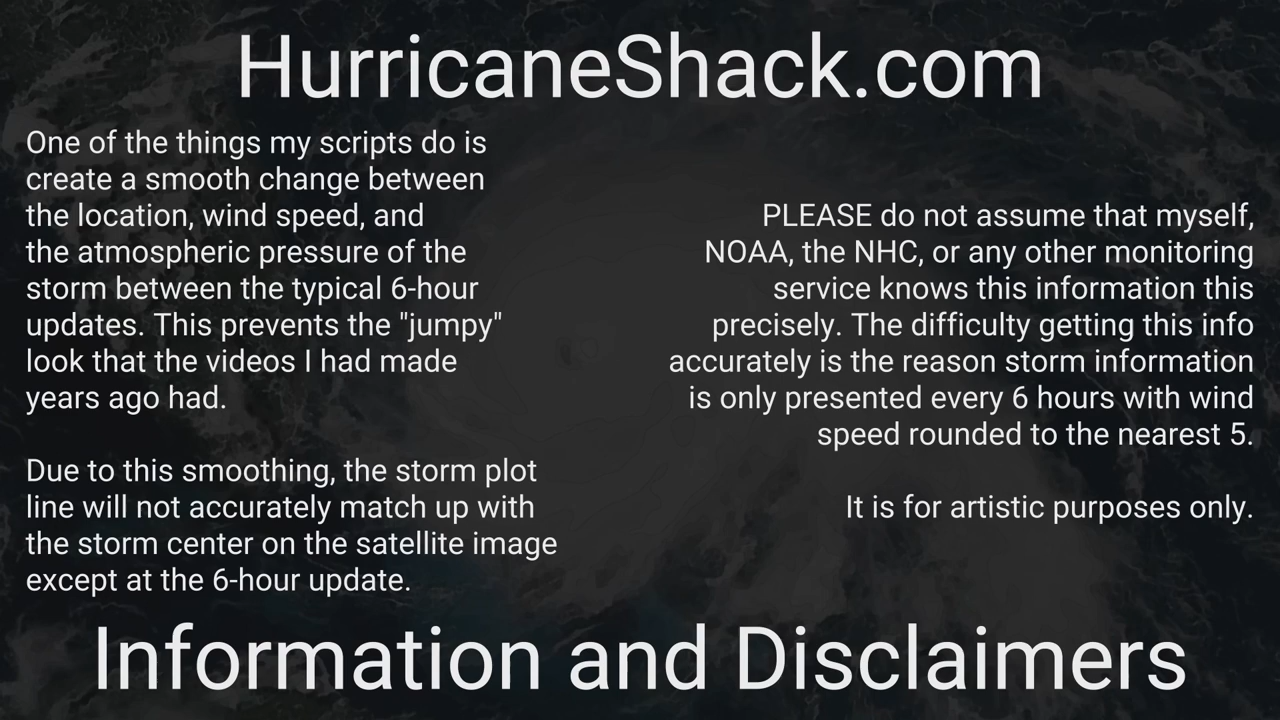 HurricaneShack.com
One of the things my scripts do is
create a smooth change between
the location, wind speed, and
the atmospheric pressure of the
storm between the typical 6-hour
updates. This prevents the "jumpy"
look that the videos I had made
years ago had.
Due to this smoothing, the storm plot
line will not accurately match up with
the storm center on the satellite image
except at the 6-hour update.
PLEASE do not assume that myself,
NOAA, the NHC, or any other monitoring
service knows this information this
precisely. The difficulty getting this info
accurately is the reason storm information
is only presented every 6 hours with wind
speed rounded to the nearest 5.
It is for artistic purposes only.
Information and Disclaimers